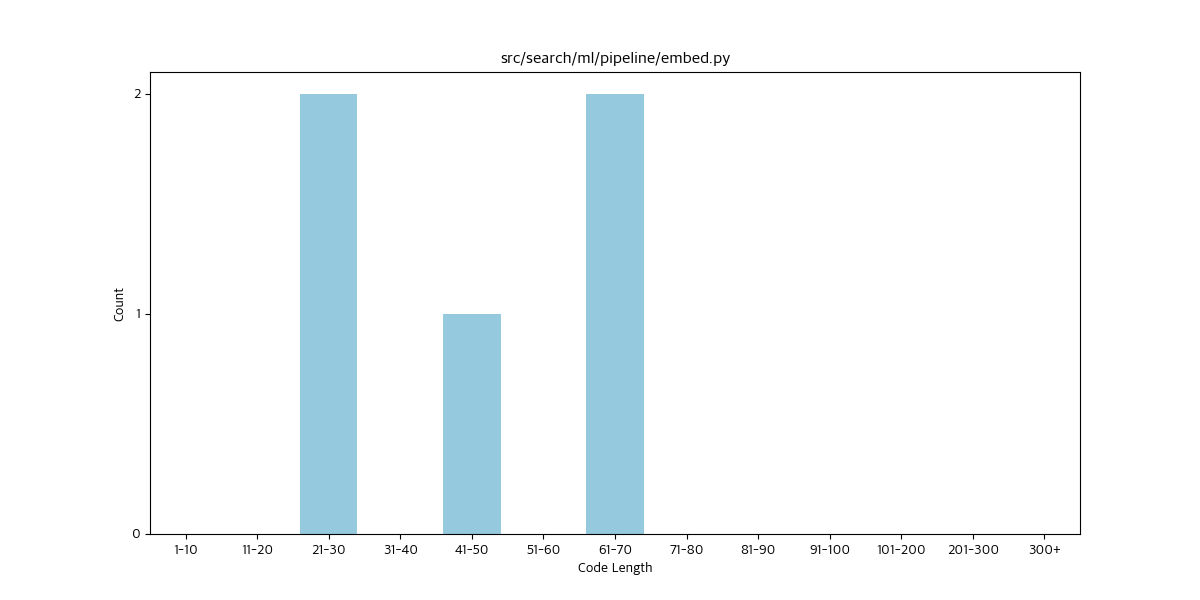 src/search/ml/pipeline/embed.py
2
1
0
Count
1-10 11-20 21-30 31-40 41-50 51-60 61-70 71-80 81-90 91-100 101-200 201-300 300+
Code Length